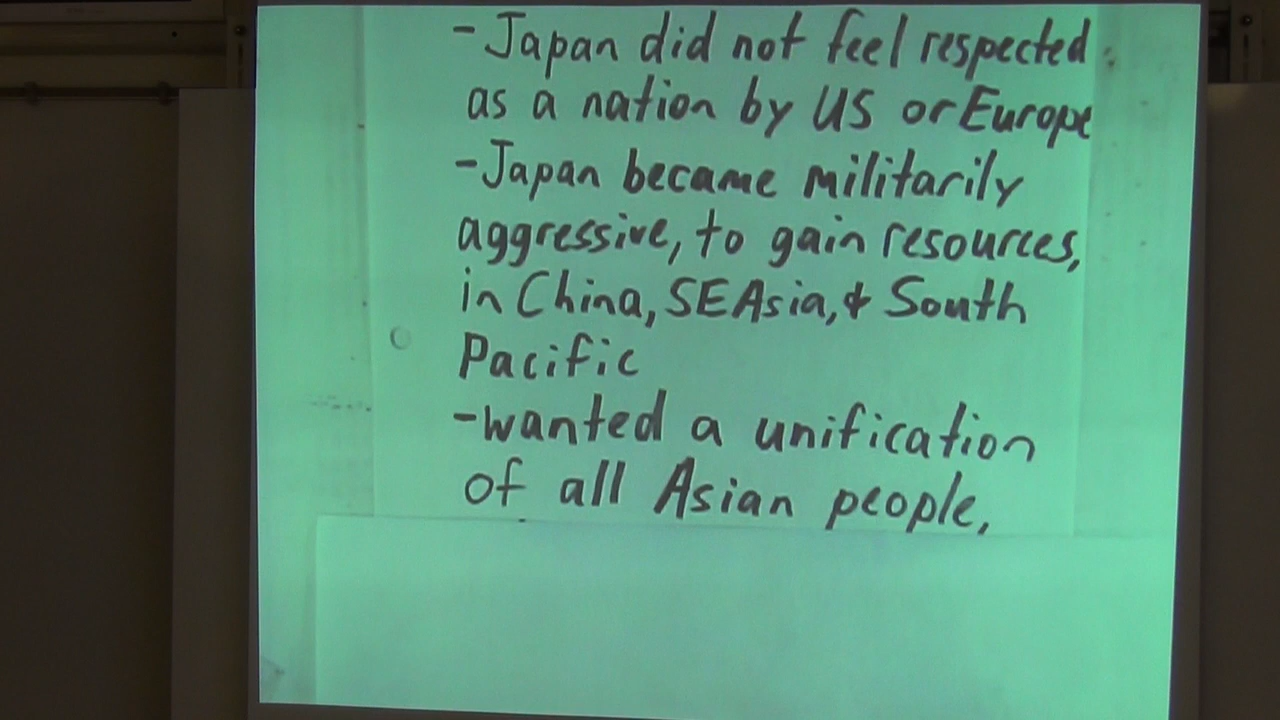 -Japan did not feel respected
as a nation by US or Europe
-Japan became militarily
aggressive, to gain resources,
in China, SE Asia, & South
Pacific
-wanted a unification
of all Asian people,